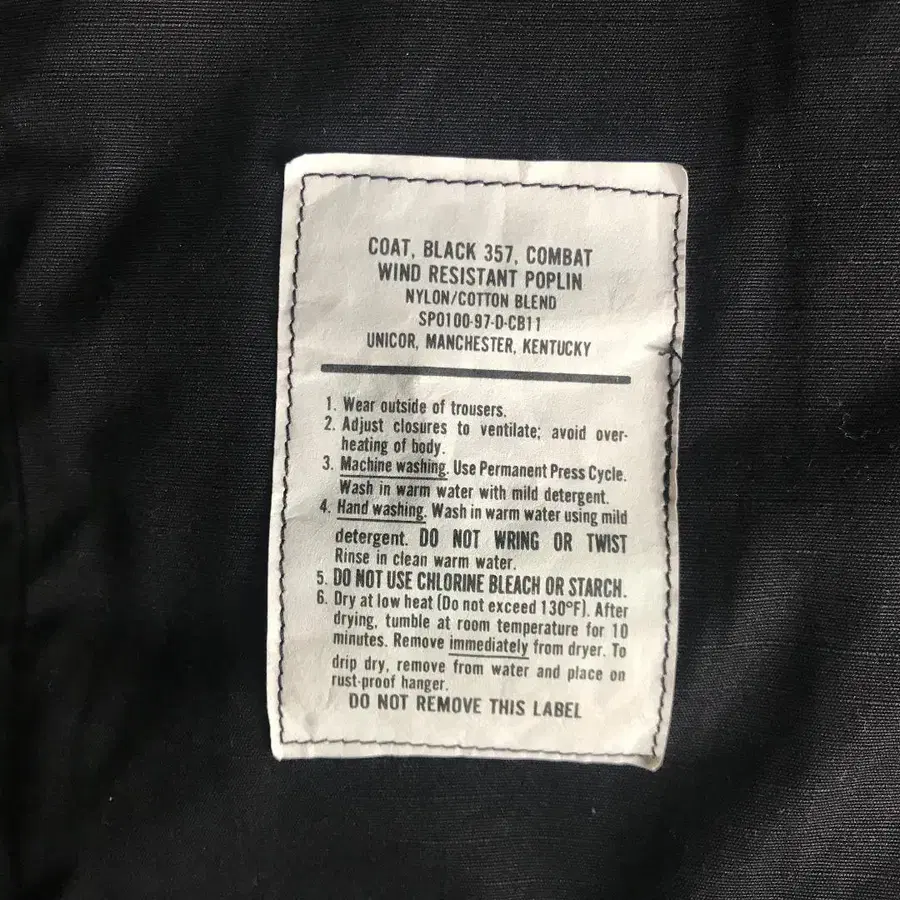 COAT, BLACK 357, COMBAT
WIND RESISTANT POPLIN
NYLON/COTTON BLEND
SPO100-97-D-CB11
UNICOR, MANCHESTER, KENTUCKY
1. Wear outside of trousers.
2. Adjust closures to ventilate; avoid over-
heating of body.
3. Machine washing. Use Permanent Press Cycle.
Wash in warm water with mild detergent.
4. Hand washing. Wash in warm water using mild
detergent. DO NOT WRING OR TWIST
Rinse in clean warm water.
5. DO NOT USE CHLORINE BLEACH OR STARCH.
6. Dry at low heat (Do not exceed 130°F). After
drying, tumble at room temperature for 10
minutes. Remove immediately from dryer. To
drip dry, remove from water and place on
rust-proof hanger.
DO NOT REMOVE THIS LABEL